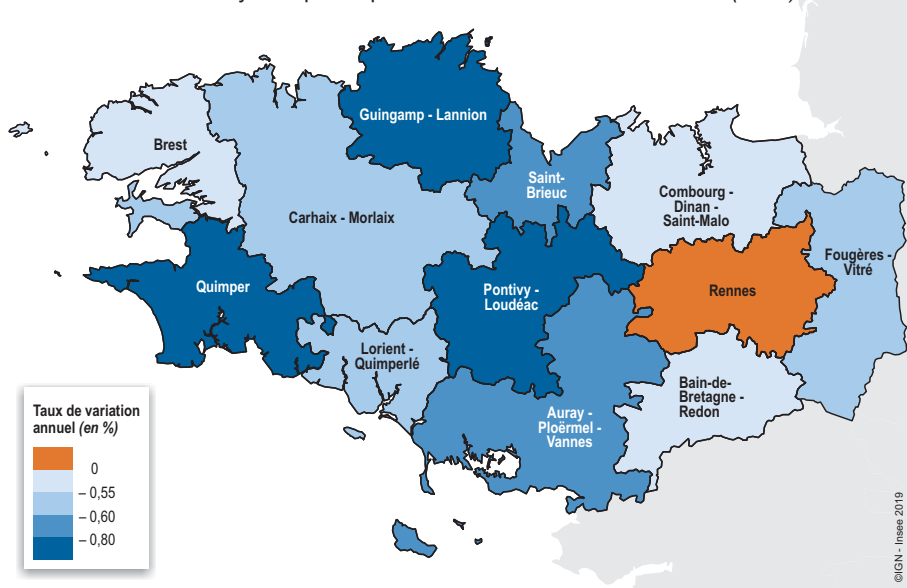 Guingamp - Lannion
Brest
Saint-
Brieuc
Combourg -
Dinan -
Saint-Malo
Carhaix - Morlaix
Fougères -
Vitré
Quimper
Pontivy -
Loudéac
Rennes
Lorient -
Quimperlé
Bain-de-
Bretagne -
Redon
Auray -
Ploërmel -
Vannes
Taux de variation
annuel (en %)
0
– 0,55
– 0,60
– 0,80
©IGN - Insee 2019